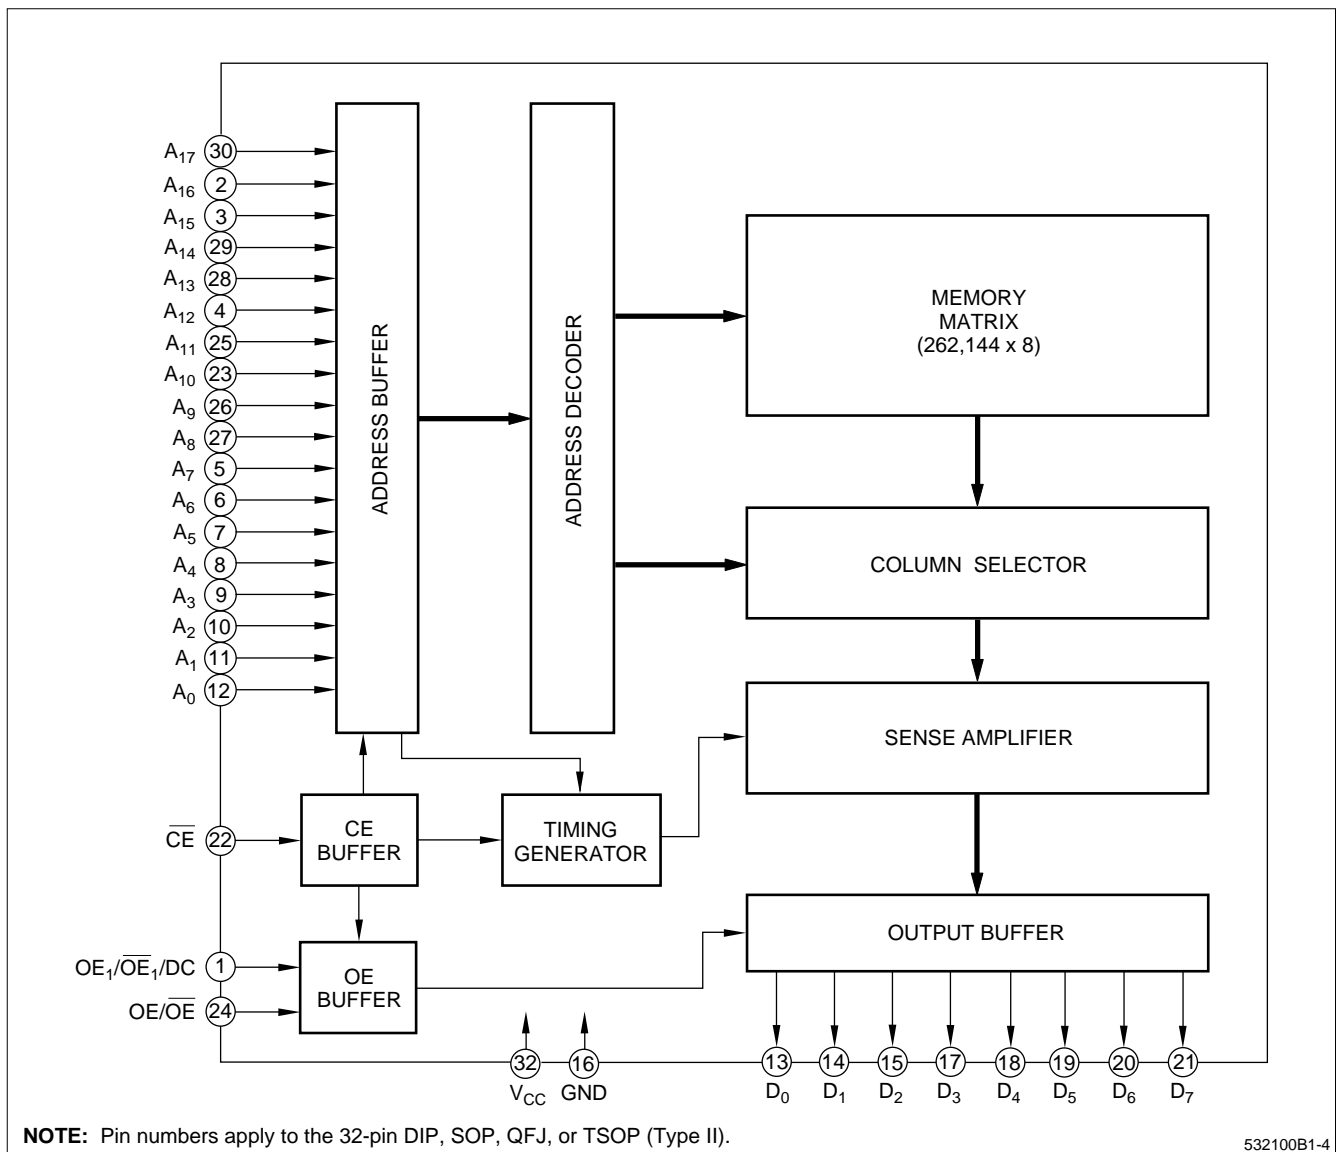 A17 30
A16 2
A15 3
A14 29
A13 28
A12 4
A11 25
A10 23
A9 26
A8 27
A7 5
A6 6
A5 7
A4 8
A3 9
A2 10
A1 11
A0 12
ADDRESS BUFFER
ADDRESS DECODER
MEMORY
MATRIX
(262,144 x 8)
COLUMN SELECTOR
SENSE AMPLIFIER
C̅E̅ 22
CE
BUFFER
TIMING
GENERATOR
OUTPUT BUFFER
OE1/O̅E̅1/DC 1
OE/O̅E̅ 24
OE
BUFFER
32 16 13 14 15 17 18 19 20 21
VCC GND D0 D1 D2 D3 D4 D5 D6 D7
NOTE: Pin numbers apply to the 32-pin DIP, SOP, QFJ, or TSOP (Type II).
532100B1-4